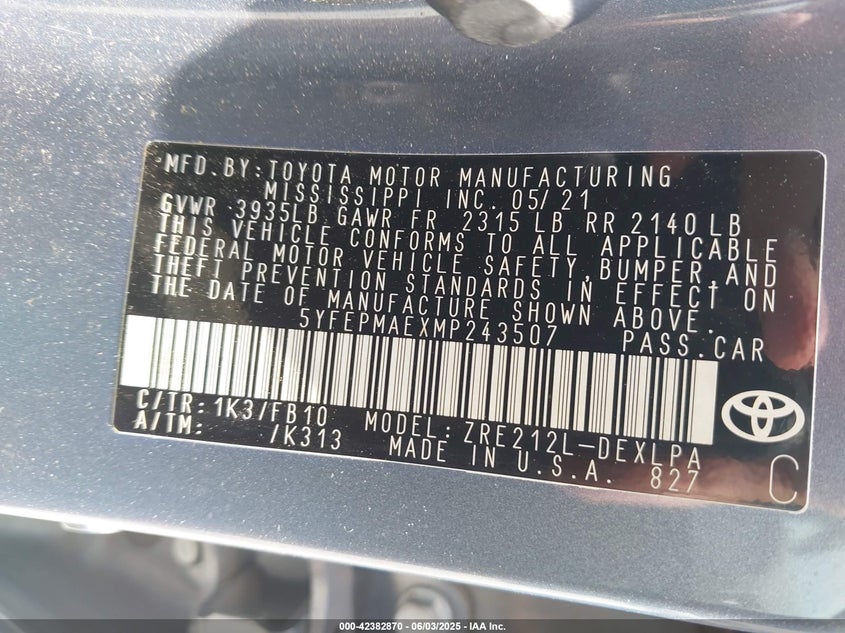 MFD.BY:TOYOTA MOTOR MANUFACTURING
MISSISSIPPI INC. 05/21
GVWR 3935LB GAWR FR 2315 LB RR 2140 LB
THIS VEHICLE CONFORMS TO ALL APPLICABLE
FEDERAL MOTOR VEHICLE SAFETY, BUMPER, AND
THEFT PREVENTION STANDARDS IN EFFECT ON
THE DATE OF MANUFACTURE SHOWN ABOVE.
5YFEPMAEXMP243507 PASS.CAR
C/TR: 1K3/FB10 MODEL: ZRE212L-DEXLPA
A/TM: /K313 MADE IN U.S.A. 827
C
000-42382870 - 06/03/2025 - IAA Inc.